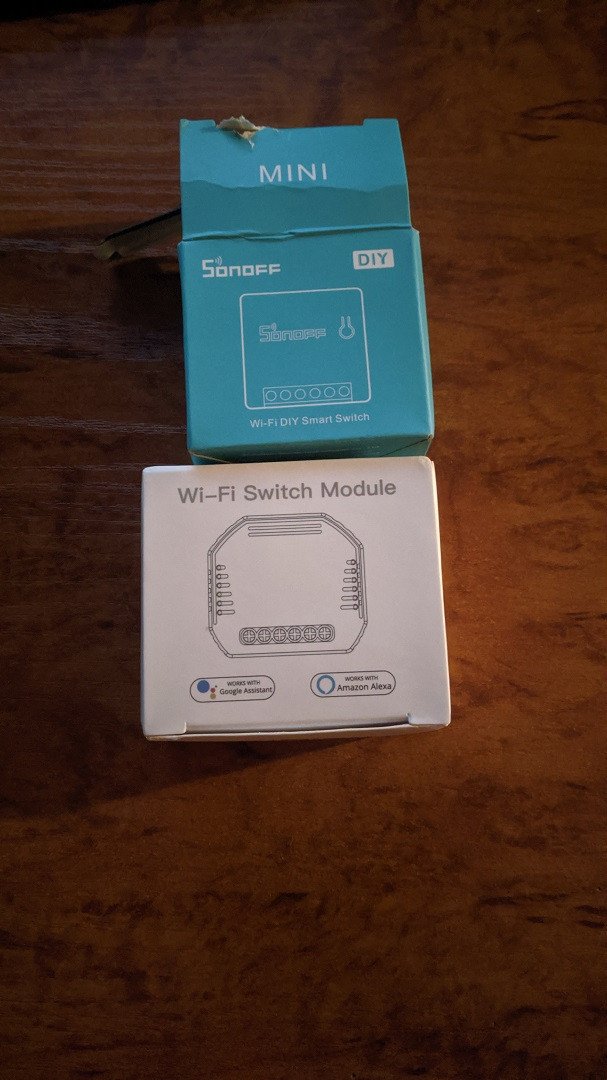 MINI
SONOFF DIY
SONOFF
Wi-Fi DIY Smart Switch
Wi-Fi Switch Module
WORKS WITH
Google Assistant
WORKS WITH
Amazon Alexa